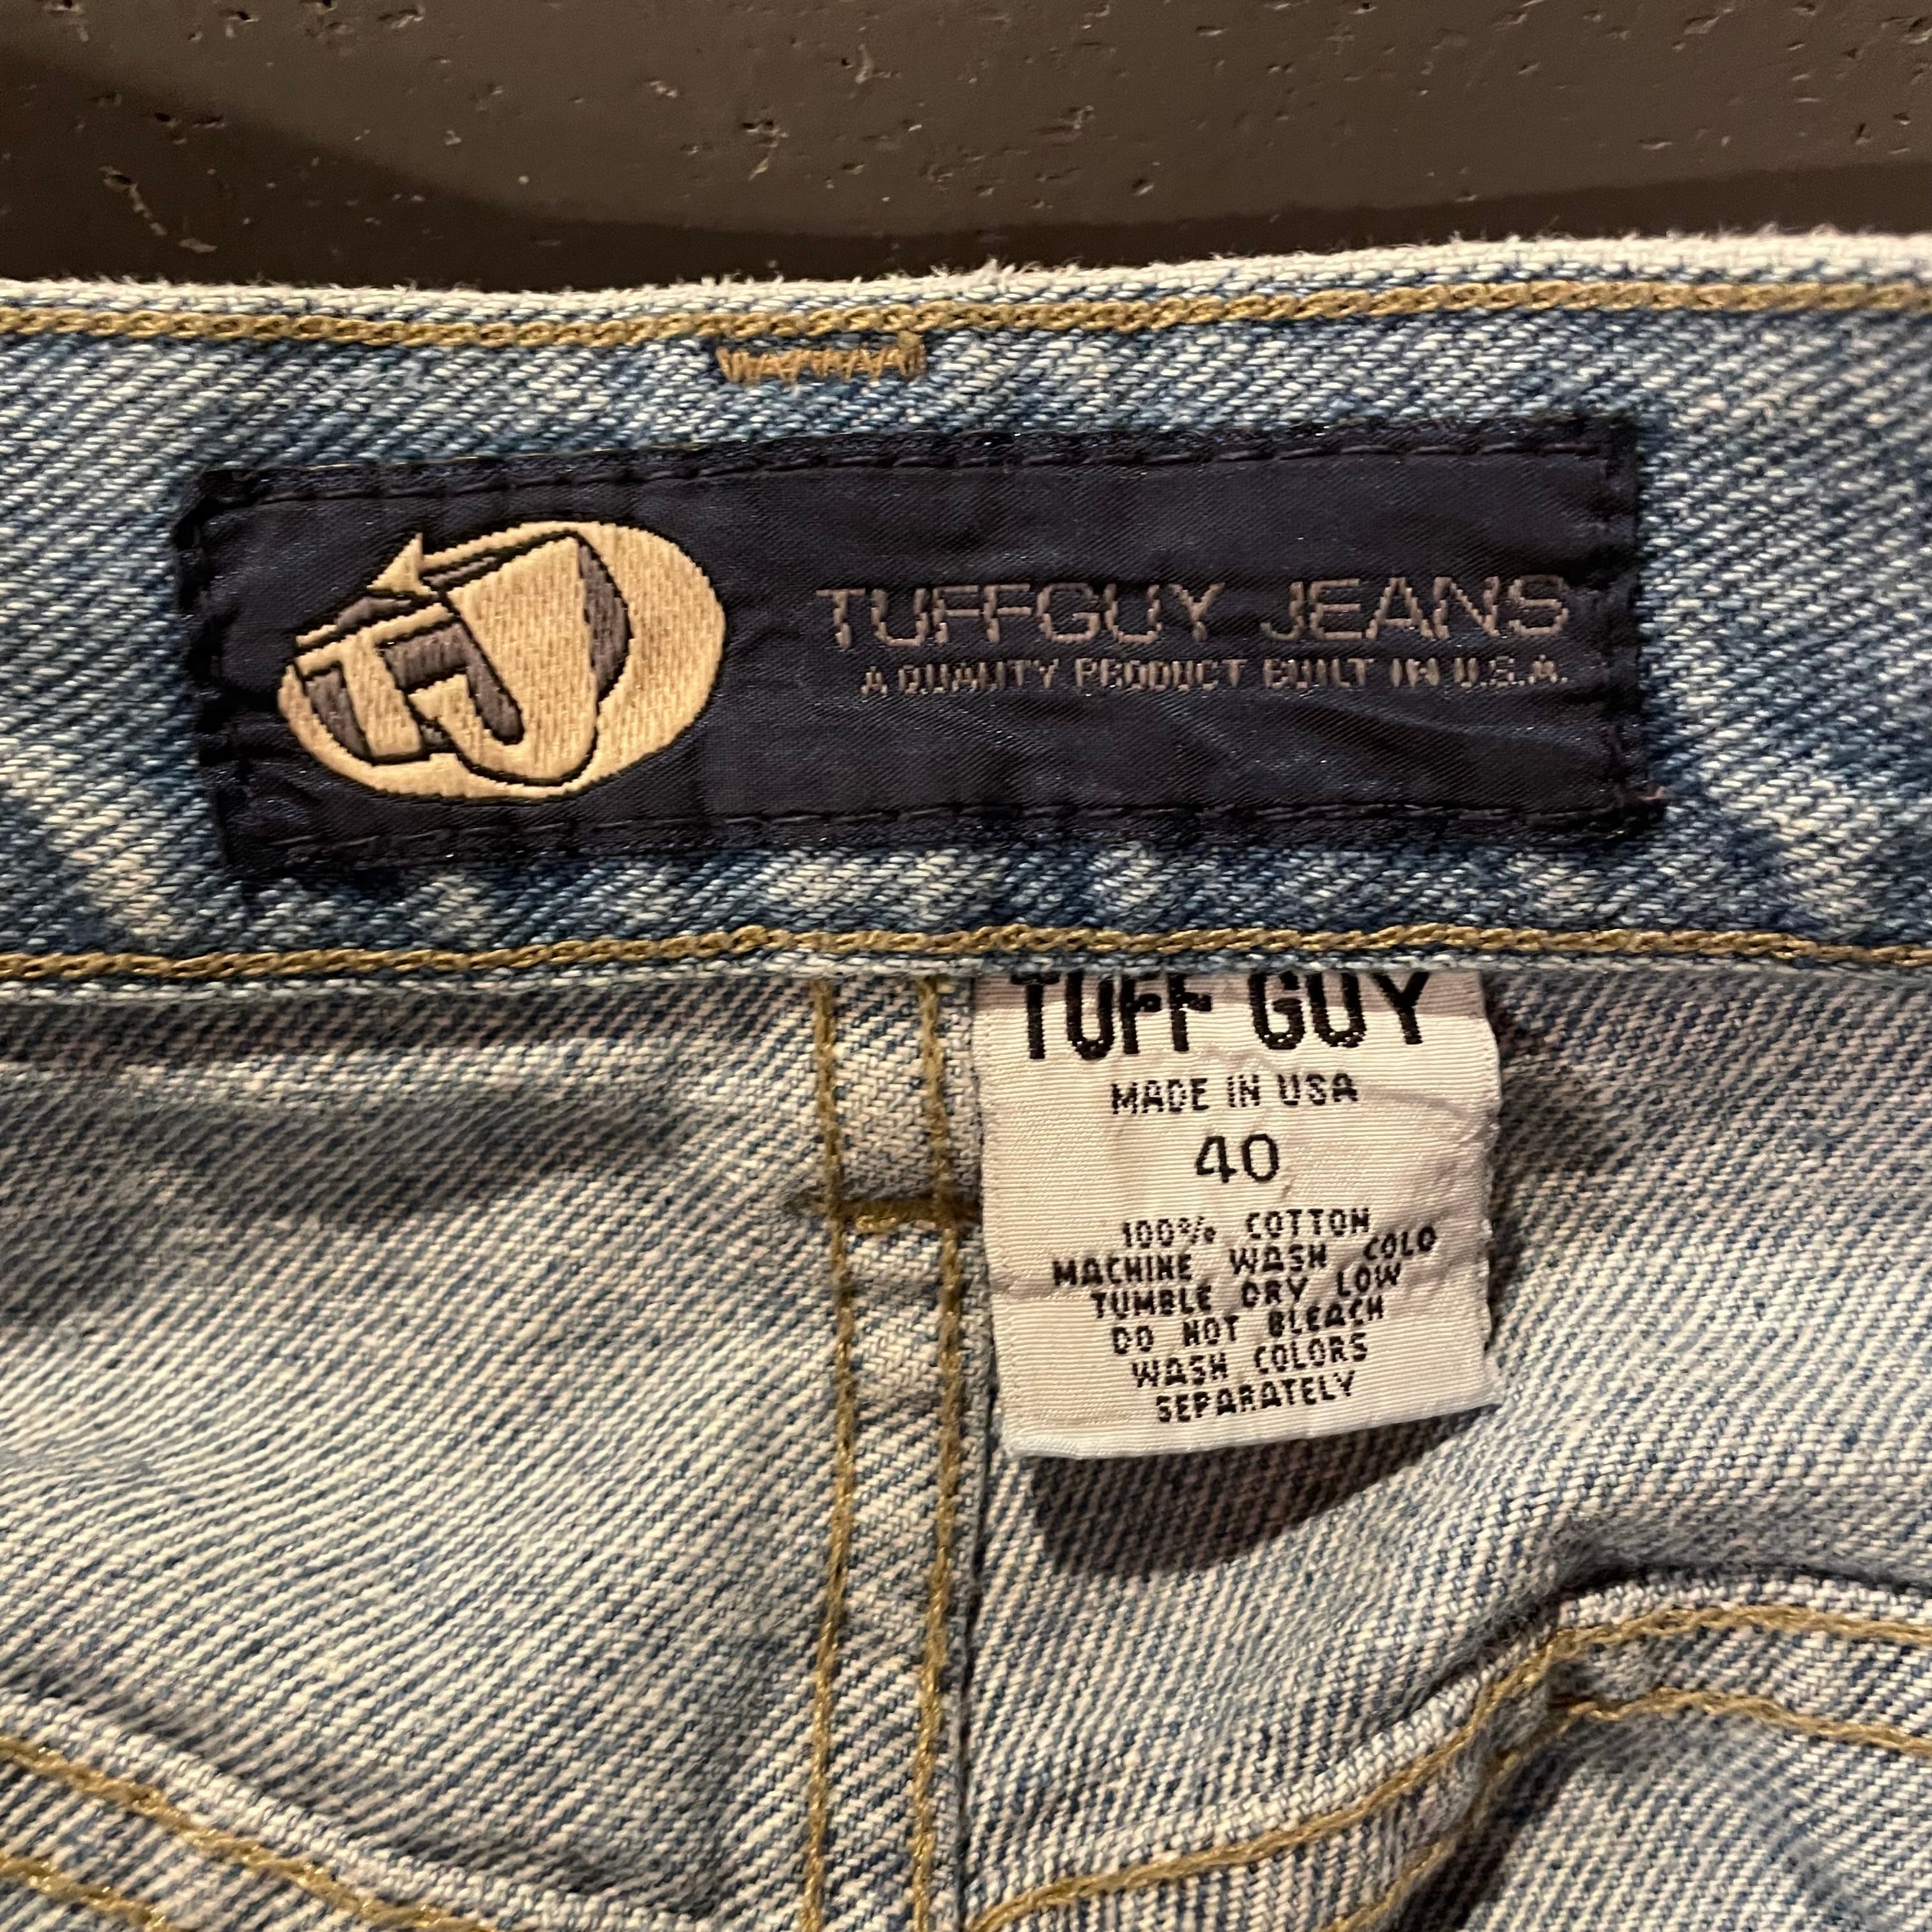 TJ
TUFFGUY JEANS
A QUALITY PRODUCT BUILT IN U.S.A.
TUFF GUY
MADE IN USA
40
100% COTTON
MACHINE WASH COLD
TUMBLE DRY LOW
DO NOT BLEACH
WASH COLORS
SEPARATELY